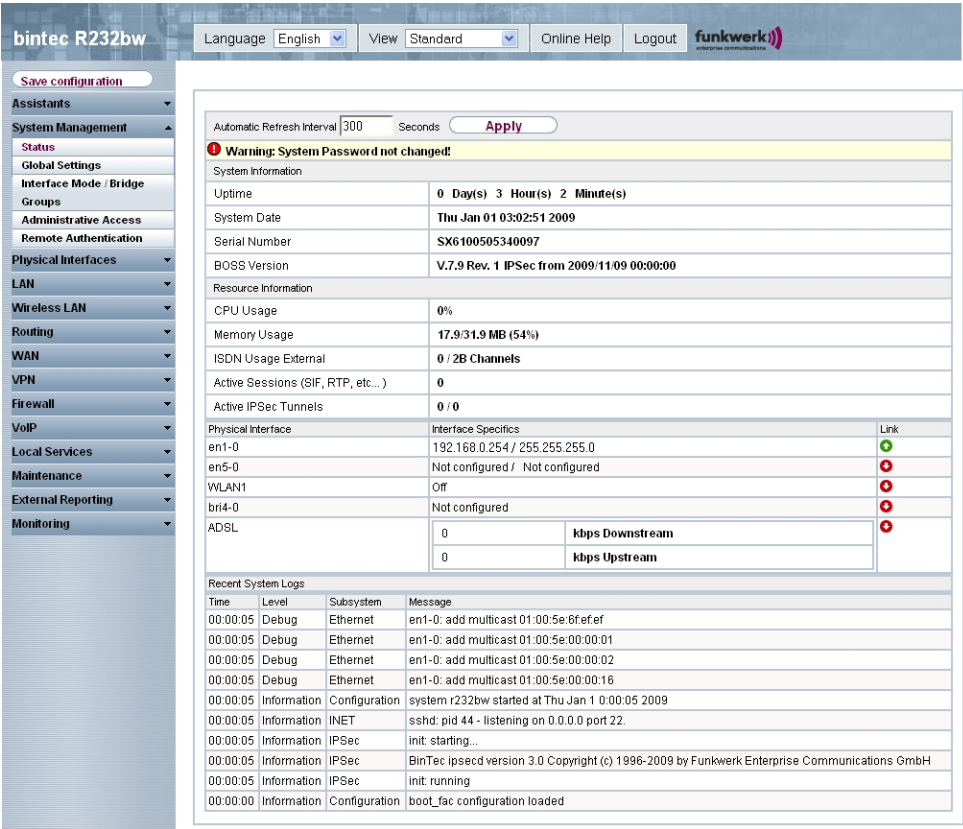 bintec R232bw
Language English View Standard Online Help Logout funkwerk
enterprise communications
Save configuration
Assistants
System Management
Status
Global Settings
Interface Mode / Bridge
Groups
Administrative Access
Remote Authentication
Physical Interfaces
LAN
Wireless LAN
Routing
WAN
VPN
Firewall
VoIP
Local Services
Maintenance
External Reporting
Monitoring
Automatic Refresh Interval 300 Seconds Apply
Warning: System Password not changed!
System Information
Uptime 0 Day(s) 3 Hour(s) 2 Minute(s)
System Date Thu Jan 01 03:02:51 2009
Serial Number SX6100505340097
BOSS Version V.7.9 Rev. 1 IPSec from 2009/11/09 00:00:00
Resource Information
CPU Usage 0%
Memory Usage 17.9/31.9 MB (54%)
ISDN Usage External 0 / 2B Channels
Active Sessions (SIF, RTP, etc... ) 0
Active IPSec Tunnels 0 / 0
Physical Interface Interface Specifics Link
en1-0 192.168.0.254 / 255.255.255.0
en5-0 Not configured / Not configured
WLAN1 Off
bri4-0 Not configured
ADSL 0 kbps Downstream
0 kbps Upstream
Recent System Logs
Time Level Subsystem Message
00:00:05 Debug Ethernet en1-0: add multicast 01:00:5e:6f:ef:ef
00:00:05 Debug Ethernet en1-0: add multicast 01:00:5e:00:00:01
00:00:05 Debug Ethernet en1-0: add multicast 01:00:5e:00:00:02
00:00:05 Debug Ethernet en1-0: add multicast 01:00:5e:00:00:16
00:00:05 Information Configuration system r232bw started at Thu Jan 1 0:00:05 2009
00:00:05 Information INET sshd: pid 44 - listening on 0.0.0.0 port 22.
00:00:05 Information IPSec init: starting...
00:00:05 Information IPSec BinTec ipsecd version 3.0 Copyright (c) 1996-2009 by Funkwerk Enterprise Communications GmbH
00:00:05 Information IPSec init: running
00:00:00 Information Configuration boot_fac configuration loaded